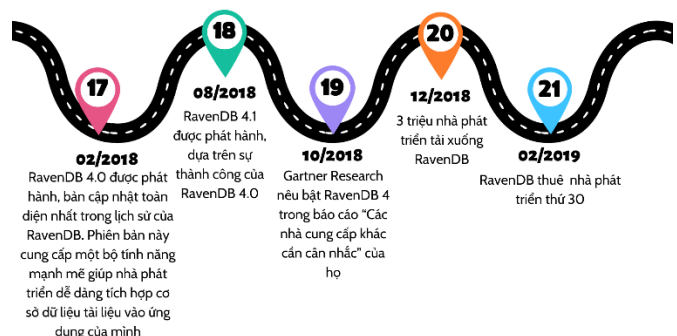 17
02/2018
RavenDB 4.0 được phát
hành, bản cập nhật toàn
diện nhất trong lịch sử của
RavenDB. Phiên bản này
cung cấp một bộ tính năng
mạnh mẽ giúp nhà phát
triển dễ dàng tích hợp cơ
sở dữ liệu tài liệu vào ứng
dụng của mình
18
08/2018
RavenDB 4.1
được phát hành,
dựa trên sự
thành công của
RavenDB 4.0
19
10/2018
Gartner Research
nêu bật RavenDB 4
trong báo cáo “Các
nhà cung cấp khác
cần cân nhắc” của
họ
20
12/2018
3 triệu nhà phát
triển tải xuống
RavenDB
21
02/2019
RavenDB thuê nhà phát
triển thứ 30